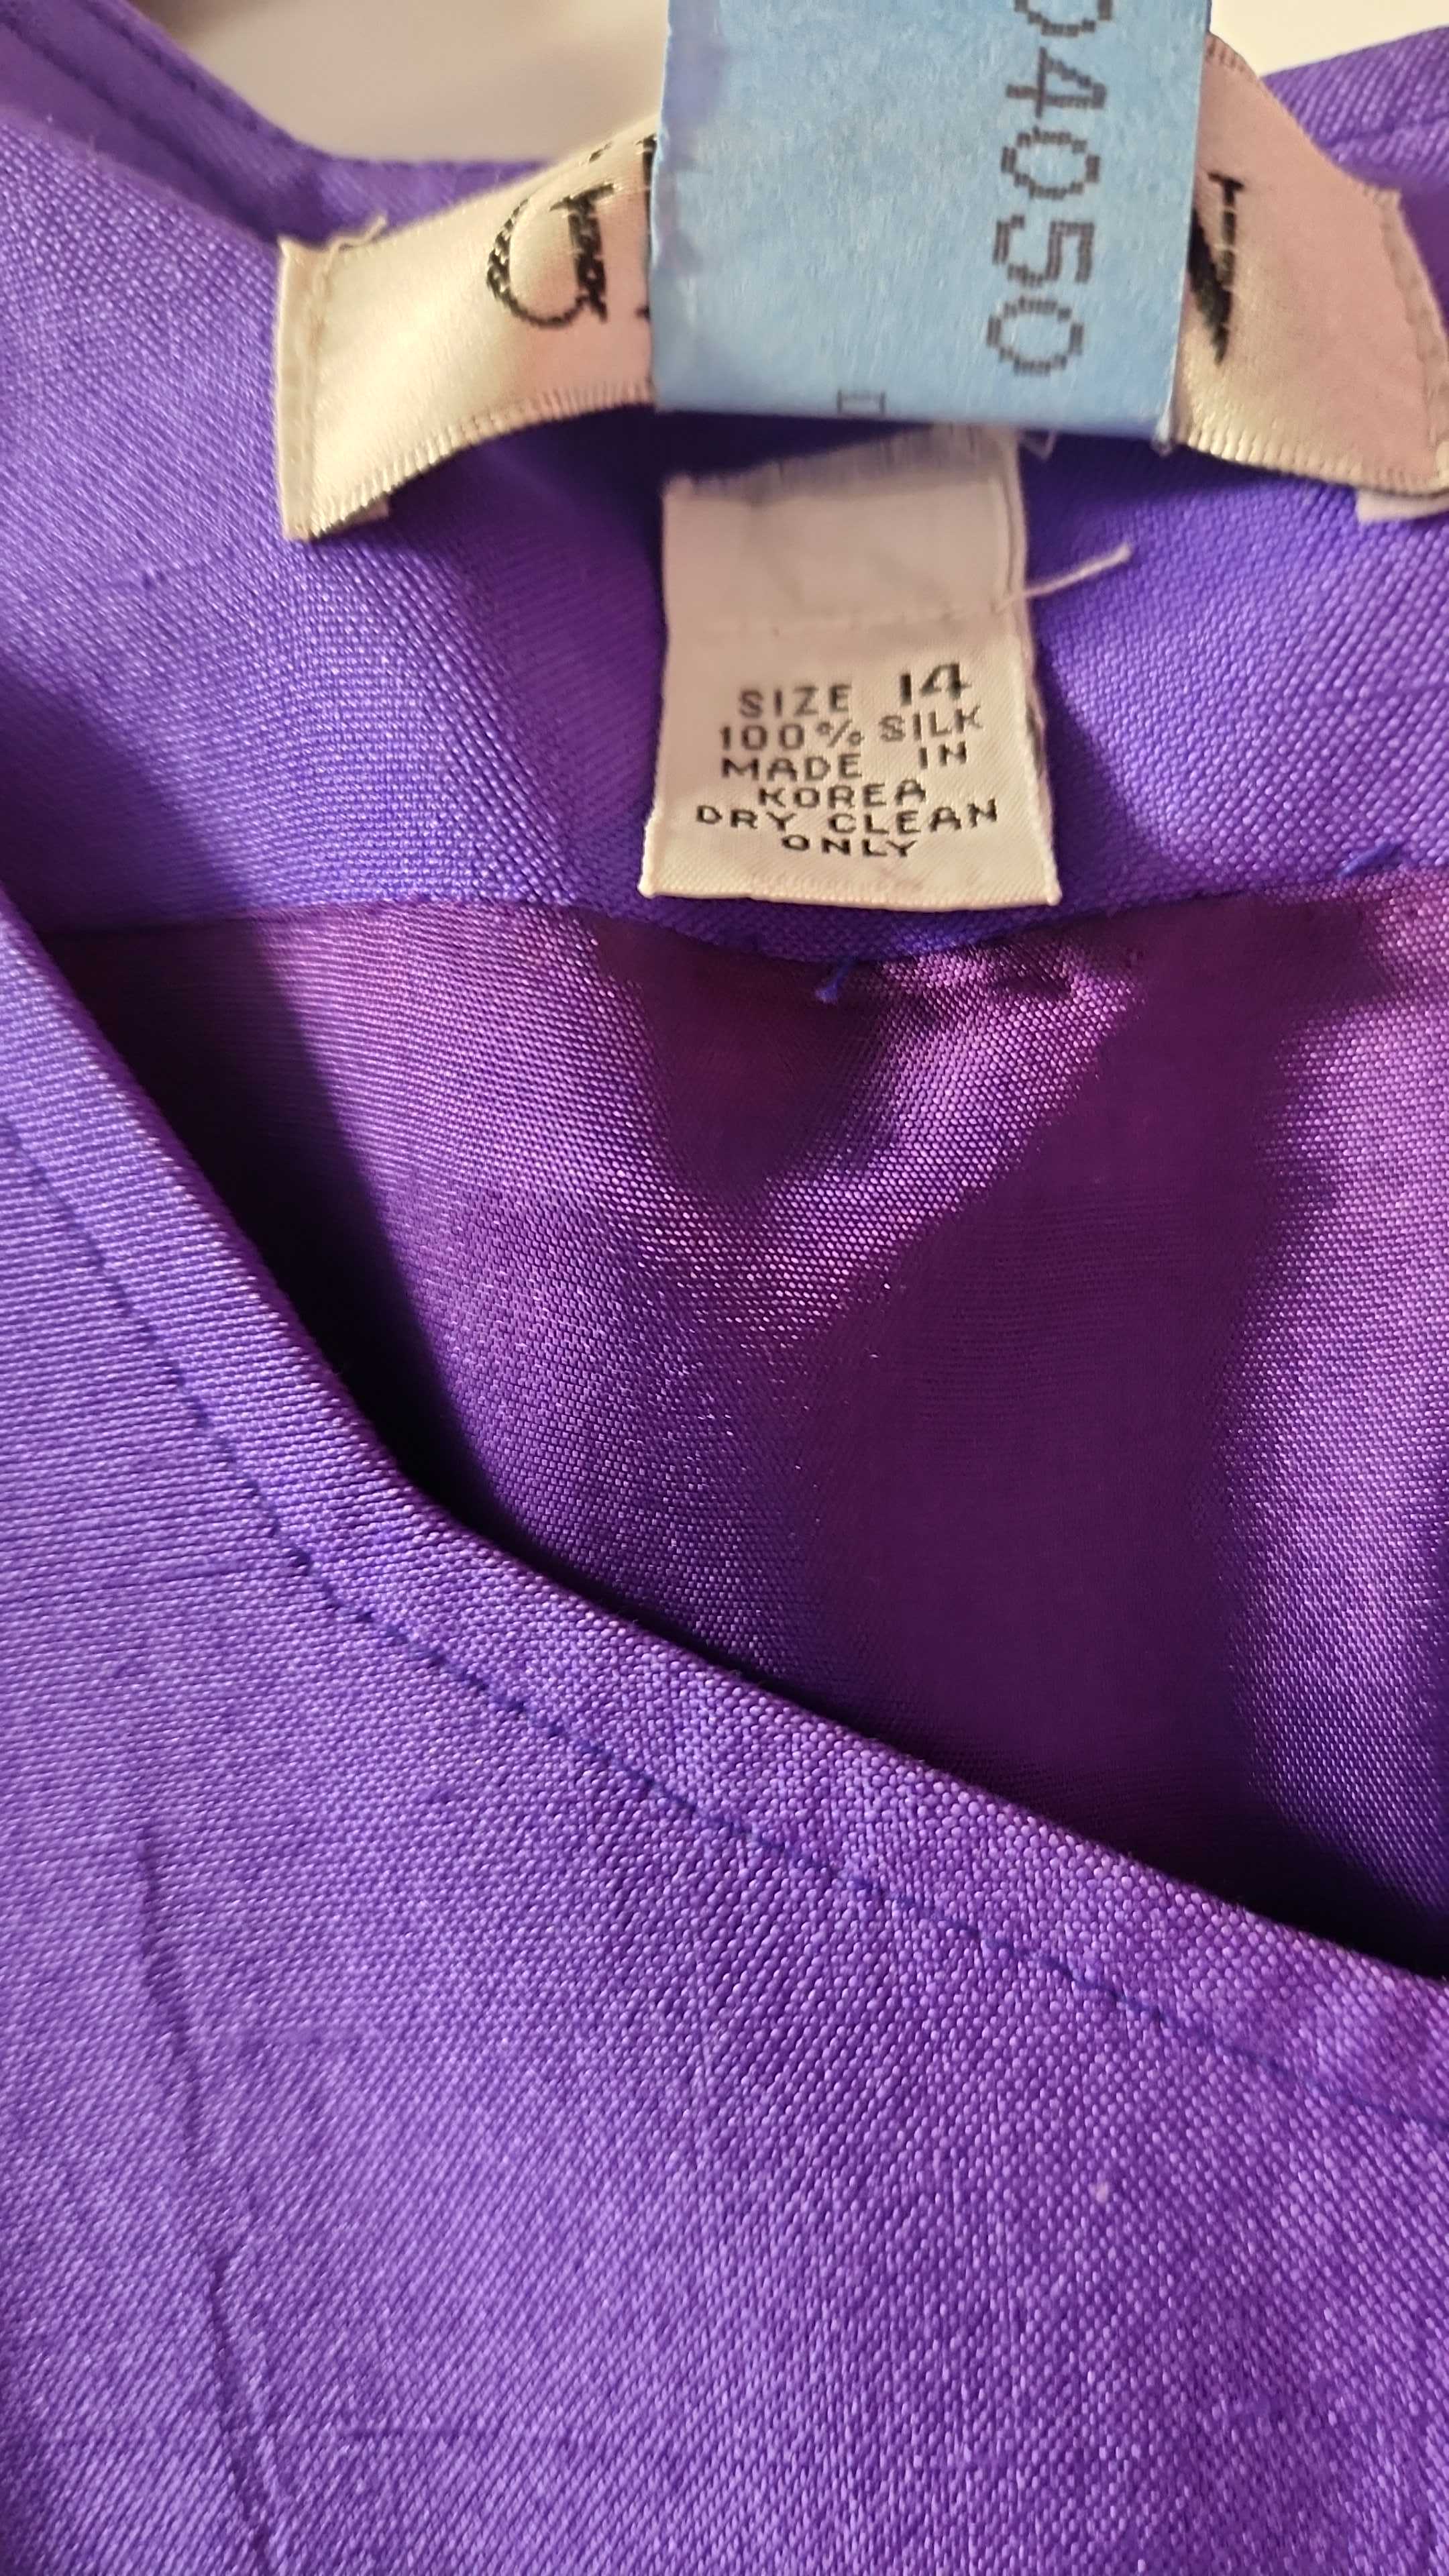 04050
SIZE 14
100% SILK
MADE IN
KOREA
DRY CLEAN
ONLY